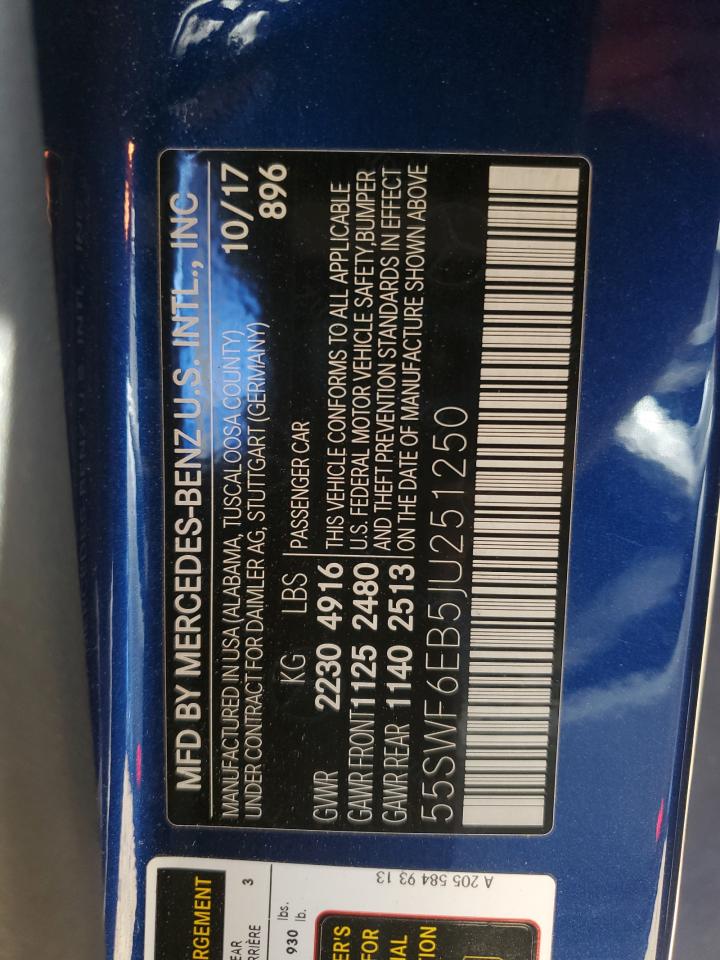 MFD BY MERCEDES-BENZ U.S. INTL., INC
MANUFACTURED IN USA (ALABAMA, TUSCALOOSA COUNTY) 10/17
UNDER CONTRACT FOR DAIMLER AG, STUTTGART (GERMANY) 896
KG LBS PASSENGER CAR
GVWR 2230 4916 THIS VEHICLE CONFORMS TO ALL APPLICABLE
GAWR FRONT 1125 2480 U.S. FEDERAL MOTOR VEHICLE SAFETY,BUMPER
GAWR REAR 1140 2513 AND THEFT PREVENTION STANDARDS IN EFFECT
ON THE DATE OF MANUFACTURE SHOWN ABOVE
55SWF6EB5JU251250
RGEMENT
EAR 3
RRIÈRE
930 lbs.
lb.
ER'S
FOR
NAL
TION
A 205 584 93 13